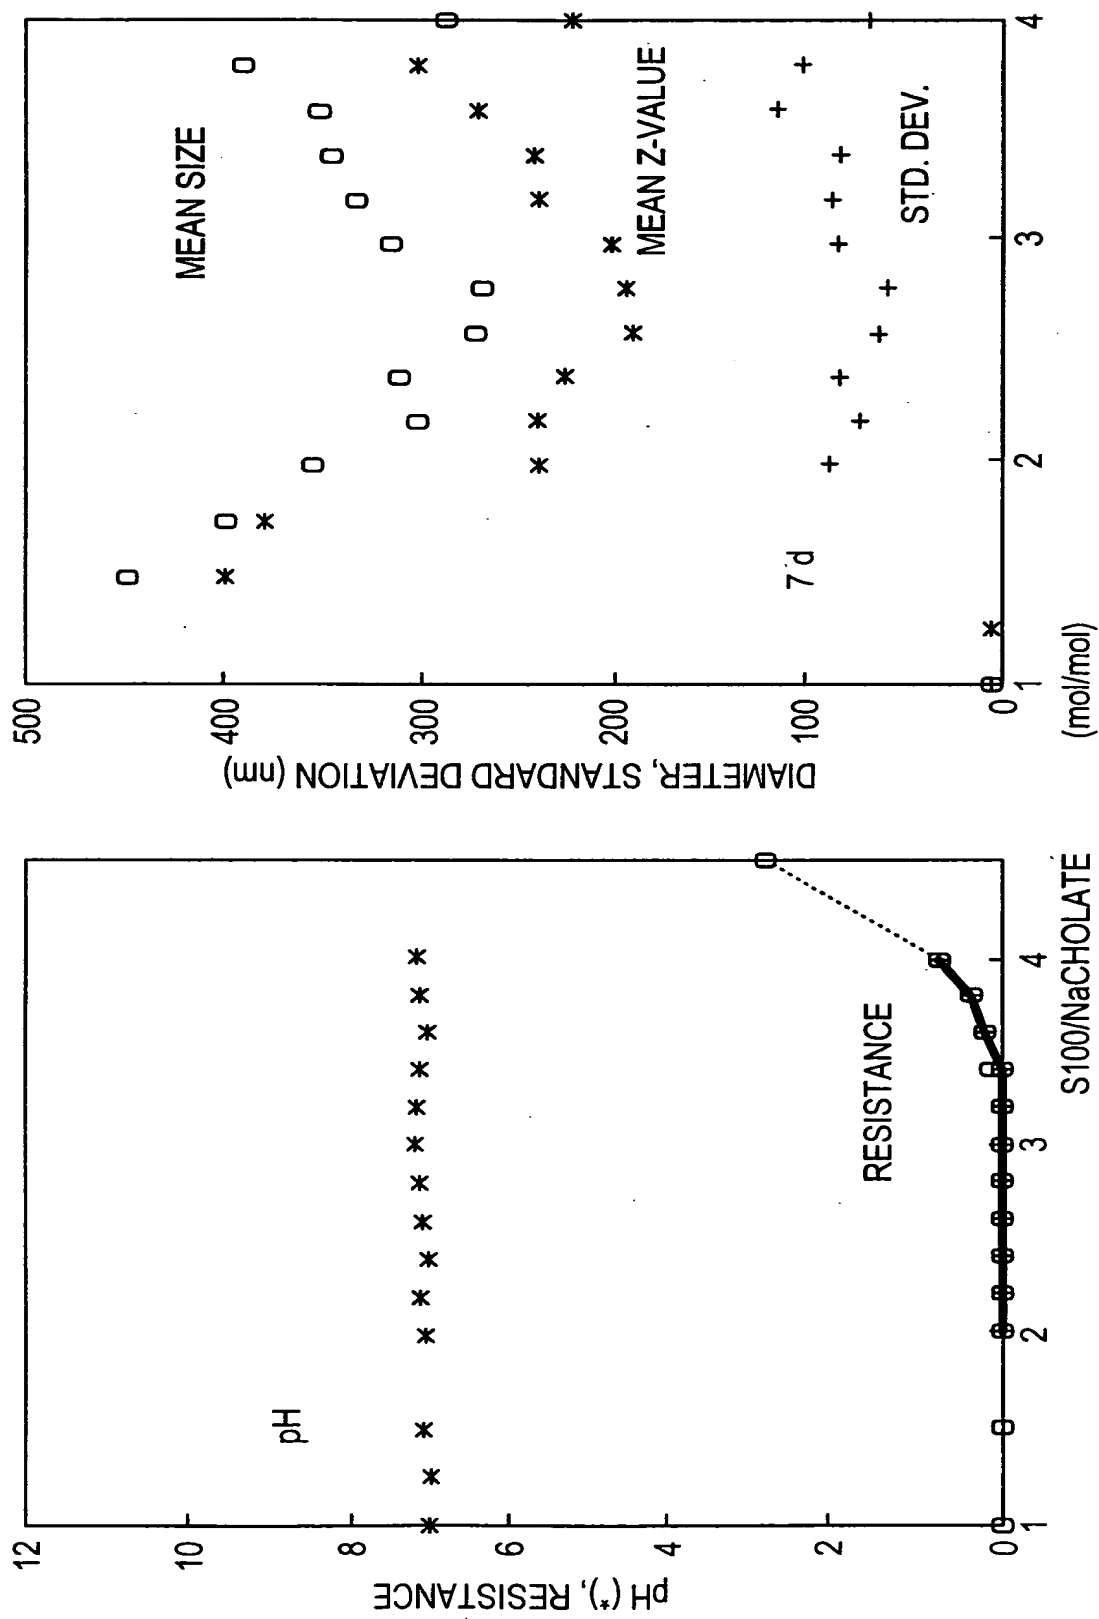 12
10
8
6
4
2
0
pH (*), RESISTANCE
pH
RESISTANCE
1
2
3
4
S100/NaCHOLATE
500
400
300
200
100
0
DIAMETER, STANDARD DEVIATION (nm)
MEAN SIZE
MEAN Z-VALUE
STD. DEV.
7 d
1
2
3
4
(mol/mol)